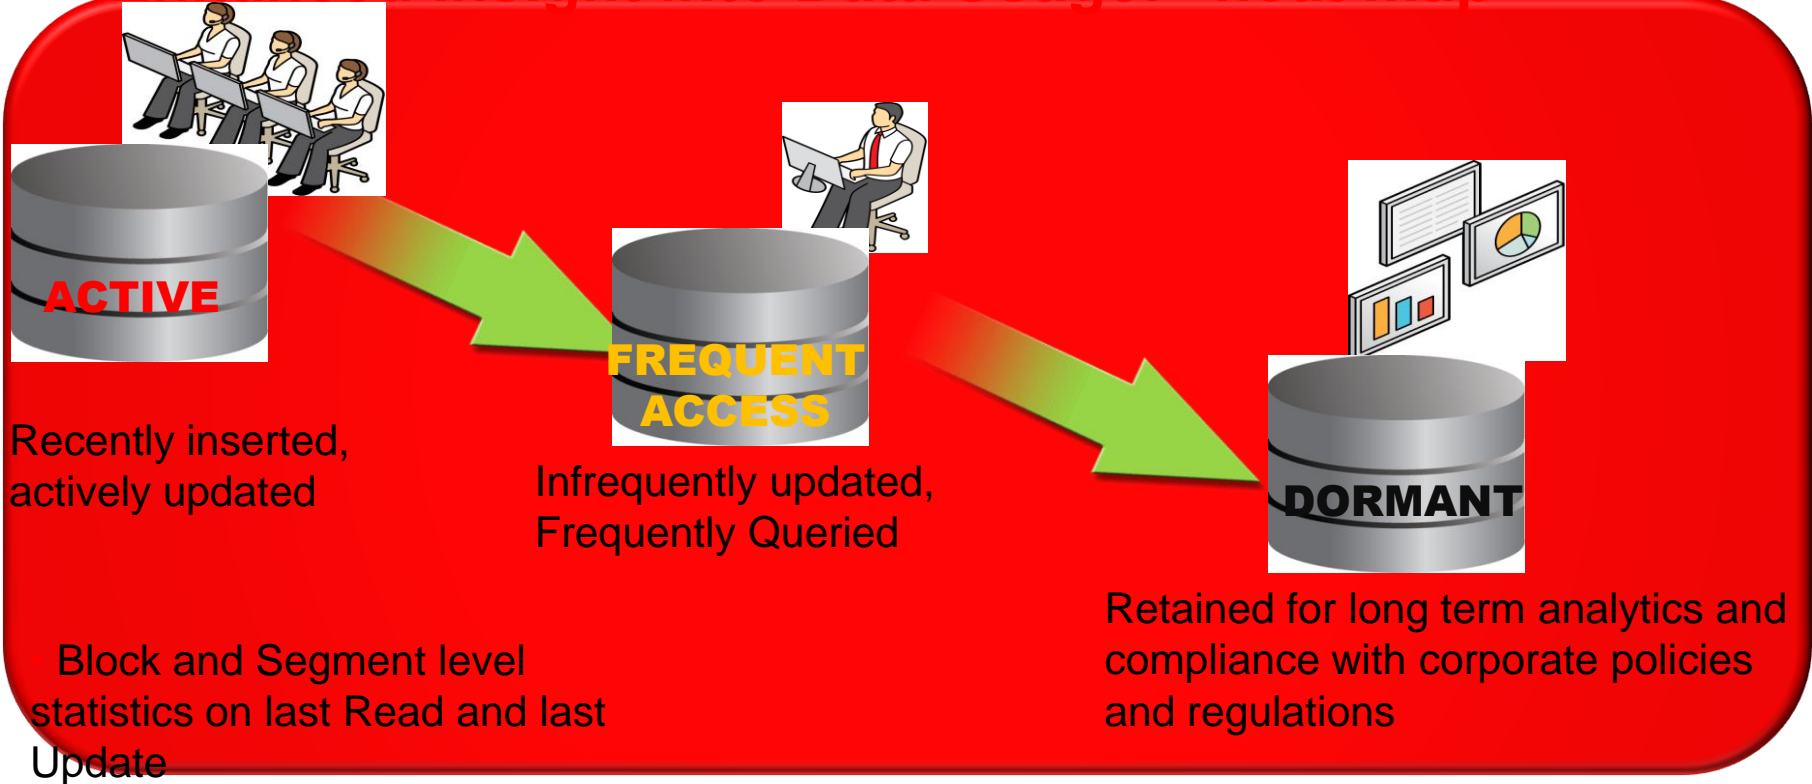 ACTIVE
Recently inserted,
actively updated
FREQUENT
ACCESS
Infrequently updated,
Frequently Queried
DORMANT
Retained for long term analytics and
compliance with corporate policies
and regulations
Block and Segment level
statistics on last Read and last
Update